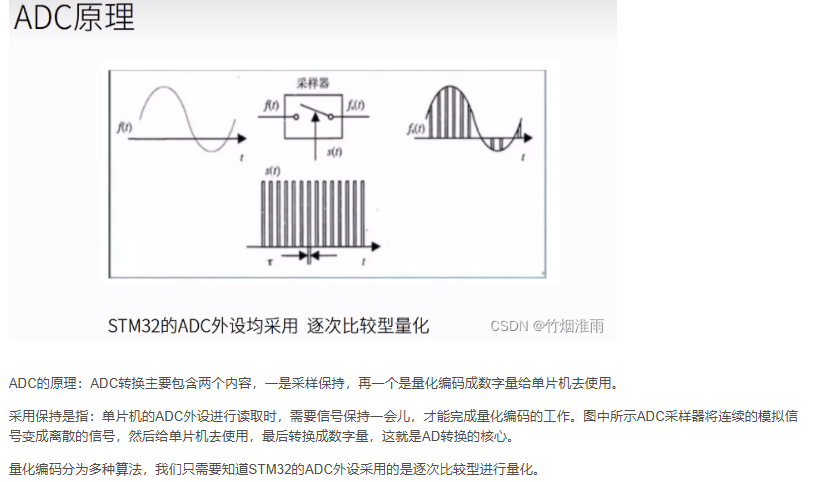 ADC原理
采样器
f(t)
f(t)
fₛ(t)
fₛ(t)
s(t)
t
t
s(t)
τ
t
STM32的ADC外设均采用 逐次比较型量化
CSDN @竹烟淮雨
ADC的原理：ADC转换主要包含两个内容，一是采样保持，再一个是量化编码成数字量给单片机去使用。
采用保持是指：单片机的ADC外设进行读取时，需要信号保持一会儿，才能完成量化编码的工作。图中所示ADC采样器将连续的模拟信
号变成离散的信号，然后给单片机去使用，最后转换成数字量，这就是AD转换的核心。
量化编码分为多种算法，我们只需要知道STM32的ADC外设采用的是逐次比较型进行量化。